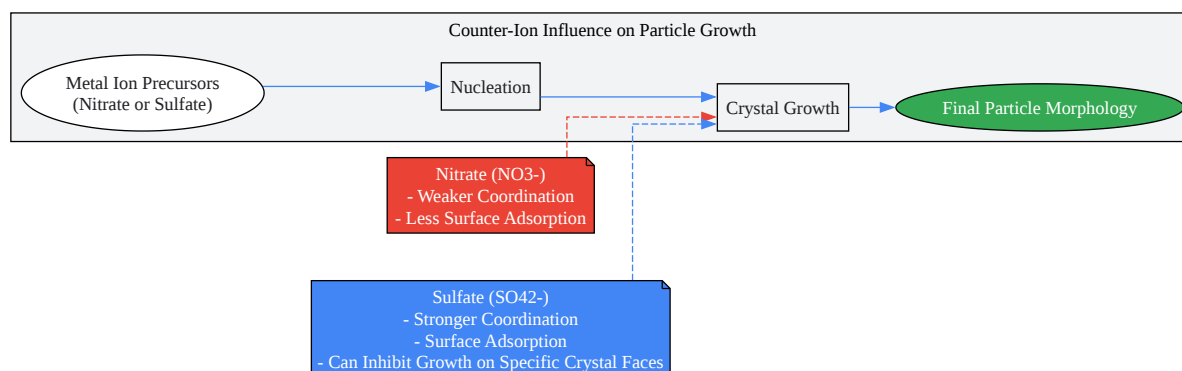 Counter-Ion Influence on Particle Growth
Metal Ion Precursors
(Nitrate or Sulfate)
Nucleation
Crystal Growth
Final Particle Morphology
Nitrate (NO3-)
- Weaker Coordination
- Less Surface Adsorption
Sulfate (SO42-)
- Stronger Coordination
- Surface Adsorption
- Can Inhibit Growth on Specific Crystal Faces